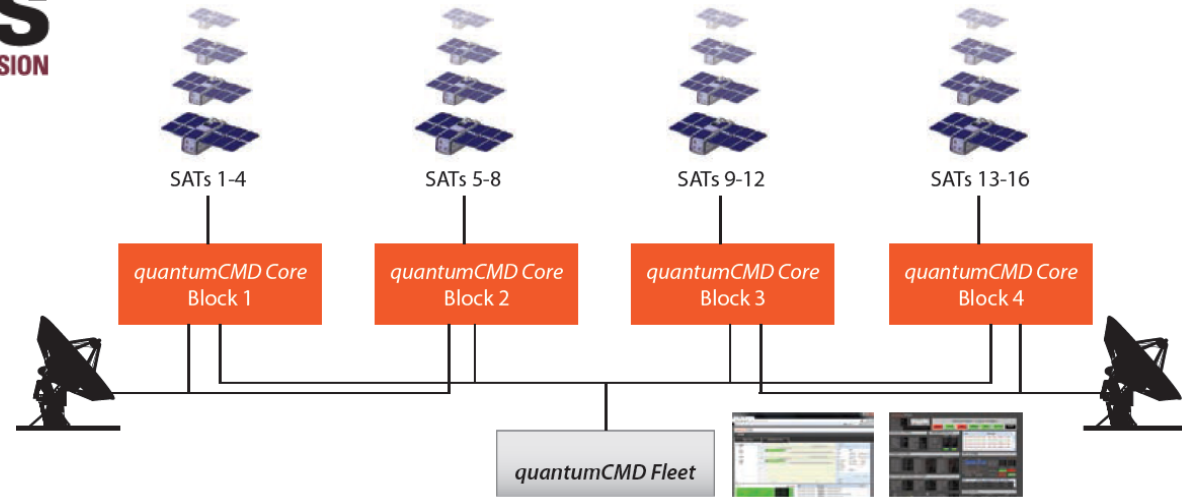 S
SION
SATs 1-4
SATs 5-8
SATs 9-12
SATs 13-16
quantumCMD Core
Block 1
quantumCMD Core
Block 2
quantumCMD Core
Block 3
quantumCMD Core
Block 4
quantumCMD Fleet